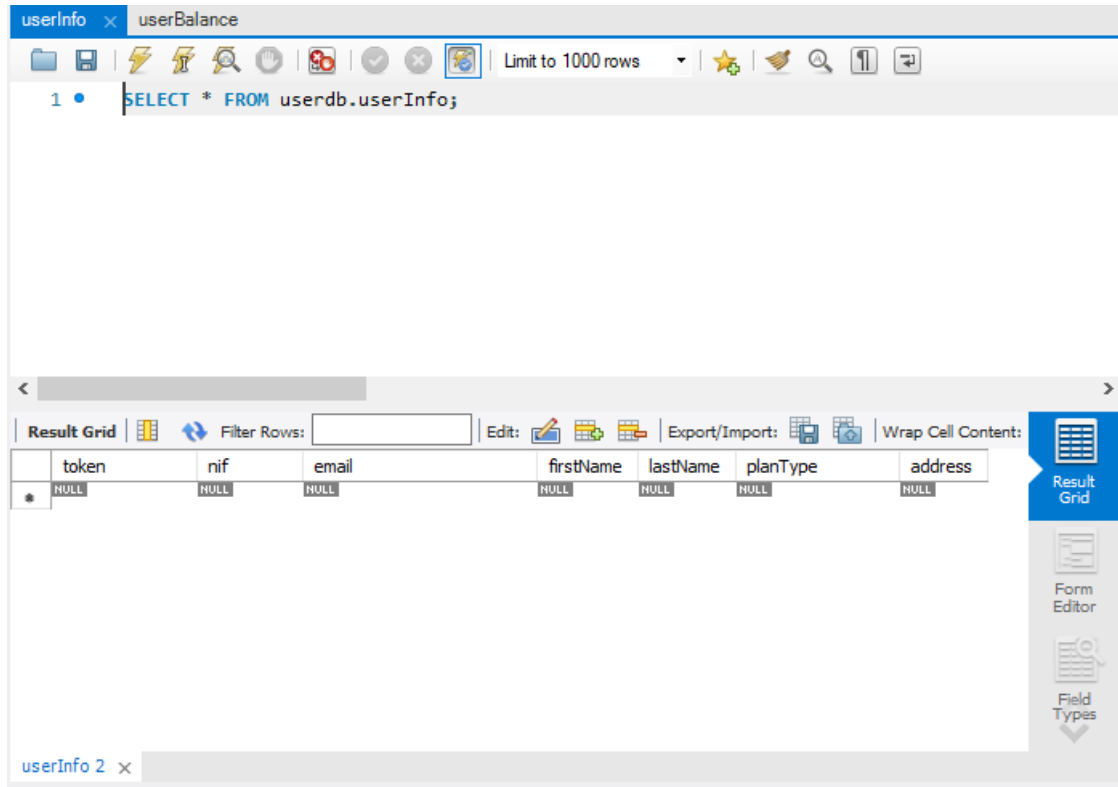 userInfo userBalance
Limit to 1000 rows
1 SELECT * FROM userdb.userInfo;
Result Grid Filter Rows: Edit: Export/Import: Wrap Cell Content:
token nif email firstName lastName planType address
NULL NULL NULL NULL NULL NULL NULL
Result
Grid
Form
Editor
Field
Types
userInfo 2